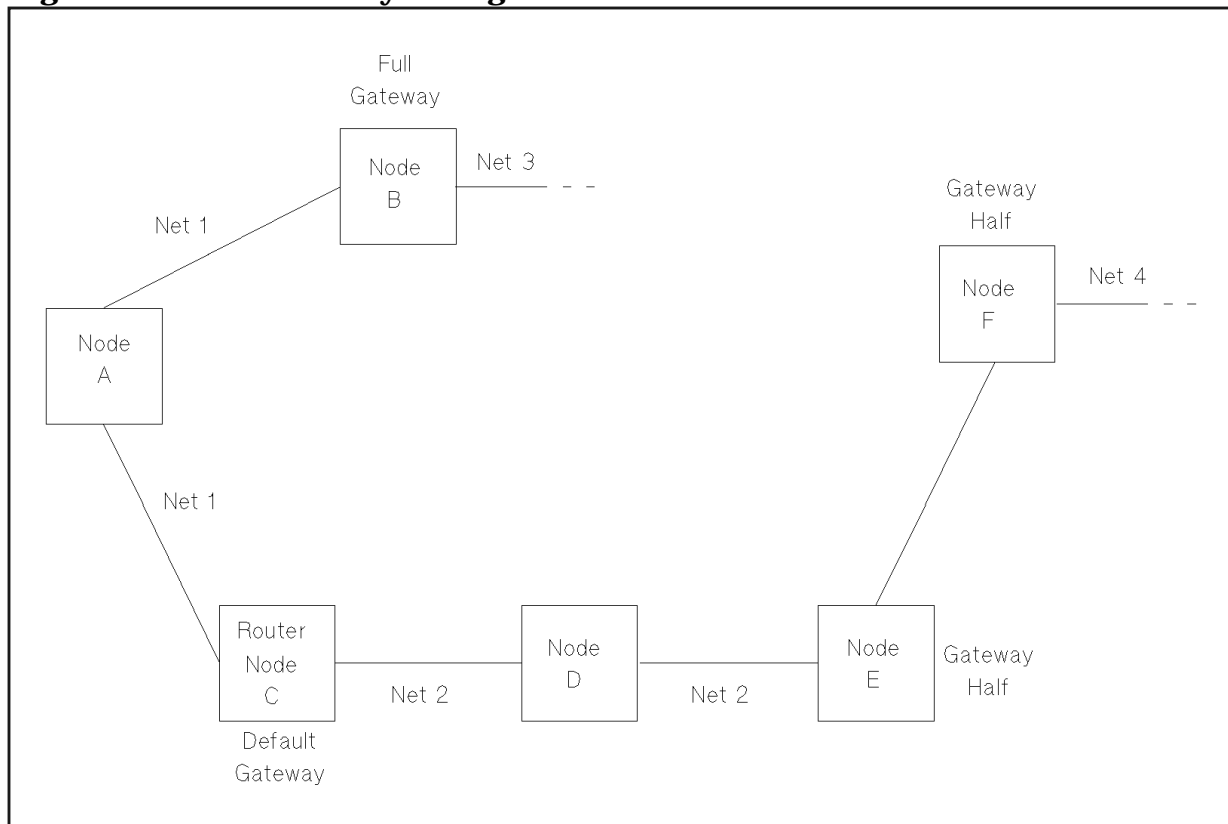 Full
Gateway
Node
B
Net 3
Net 1
Gateway
Half
Node
F
Net 4
Node
A
Net 1
Router
Node
C
Default
Gateway
Net 2
Node
D
Net 2
Node
E
Gateway
Half